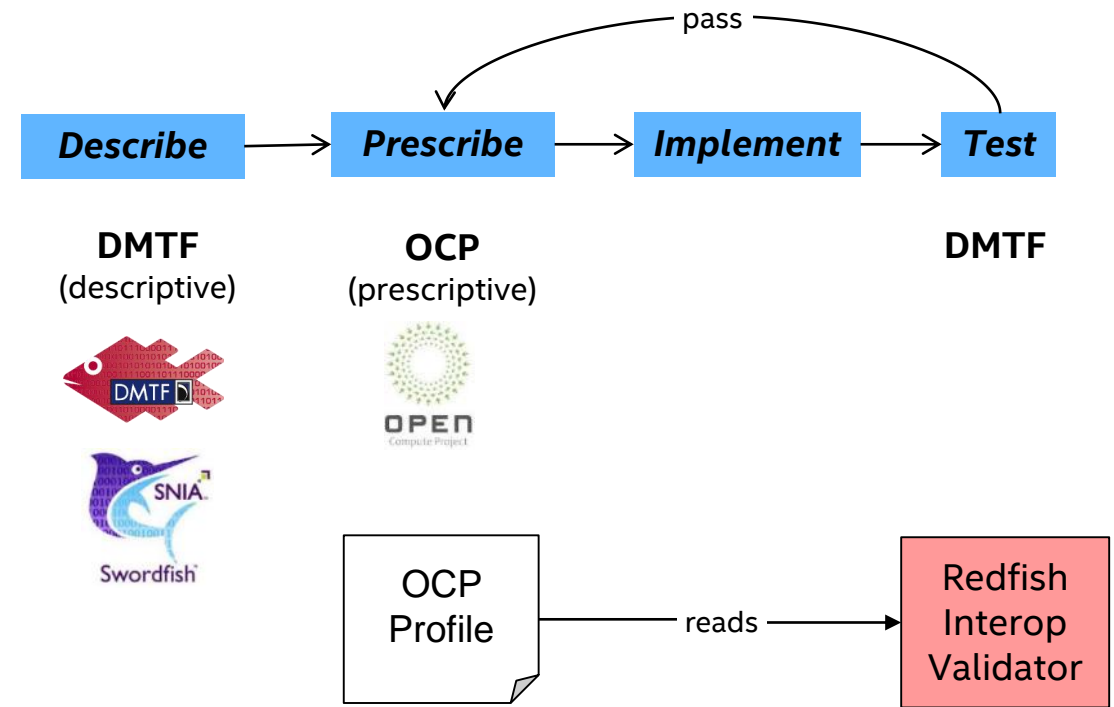 pass
Describe
Prescribe
Implement
Test
DMTF
(descriptive)
OCP
(prescriptive)
DMTF
DMTF
OPEN
Compute Project
SNIA
Swordfish
OCP
Profile
reads
Redfish
Interop
Validator